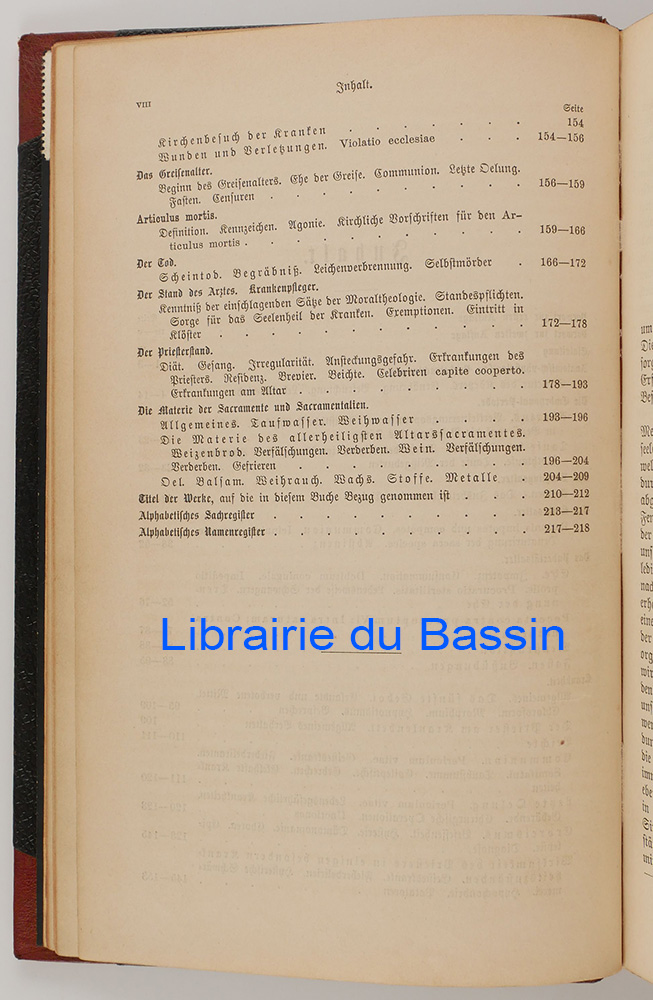 VIII
Inhalt.
Seite
Kirchenbesuch der Kranken . . . . . . 154
Wunden und Verletzungen. Violatio ecclesiae . . . 154—156
Das Greisenalter.
Beginn des Greisenalters. Ehe der Greise. Communion. Letzte Oelung.
Fasten. Censuren . . . . . . . . 156—159
Articulus mortis.
Definition. Kennzeichen. Agonie. Kirchliche Vorschriften für den Ar-
ticulus mortis . . . . . . . . . 159—166
Der Tod.
Scheintod. Begräbniß. Leichenverbrennung. Selbstmörder . 166—172
Der Stand des Arztes. Krankenpfleger.
Kenntniß der einschlagenden Sätze der Moraltheologie. Standespflichten.
Sorge für das Seelenheil der Kranken. Exemptionen. Eintritt in
Klöster . . . . . . . . . . 172—178
Der Priesterstand.
Diät. Gesang. Irregularität. Ansteckungsgefahr. Erkrankungen des
Priesters. Residenz. Brevier. Beichte. Celebriren capite cooperto.
Erkrankungen am Altar . . . . . . . 178—193
Die Materie der Sacramente und Sacramentalien.
Allgemeines. Taufwasser. Weihwasser . . . . 193—196
Die Materie des allerheiligsten Altarssacramentes.
Weizenbrod. Verfälschungen. Verderben. Wein. Verfälschungen.
Verderben. Gefrieren . . . . . . . 196—204
Oel. Balsam. Weihrauch. Wachs. Stoffe. Metalle . . 204—209
Titel der Werke, auf die in diesem Buche Bezug genommen ist . . . 210—212
Alphabetisches Sachregister . . . . . . . . 213—217
Alphabetisches Namenregister . . . . . . . . 217—218
Librairie du Bassin